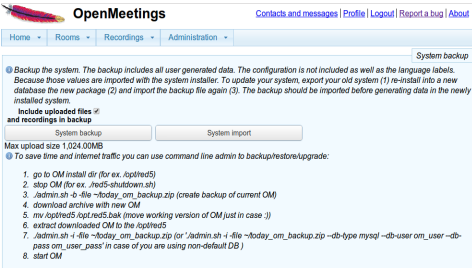 OpenMeetings
Contacts and messages | Profile | Logout | Report a bug | About
Home Rooms Recordings Administration
System backup
Backup the system. The backup includes all user generated data. The configuration is not included as well as the language labels.
Because those values are imported with the system installer. To update your system, export your old system (1) re-install into a new
database the new package (2) and import the backup file again (3). The backup should be imported before generating data in the newly
installed system.
Include uploaded files
and recordings in backup
System backup System import
Max upload size 1,024.00MB
To save time and internet traffic you can use command line admin to backup/restore/upgrade:
1. go to OM install dir (for ex. /opt/red5)
2. stop OM (for ex. ./red5-shutdown.sh)
3. ./admin.sh -b -file ~/today_om_backup.zip (create backup of current OM)
4. download archive with new OM
5. mv /opt/red5 /opt.red5.bak (move working version of OM just in case :))
6. extract downloaded OM to the /opt/red5
7. ./admin.sh -i -file ~/today_om_backup.zip (or './admin.sh -i -file ~/today_om_backup.zip --db-type mysql --db-user om_user --db-
pass om_user_pass' in case of you are using non-default DB )
8. start OM